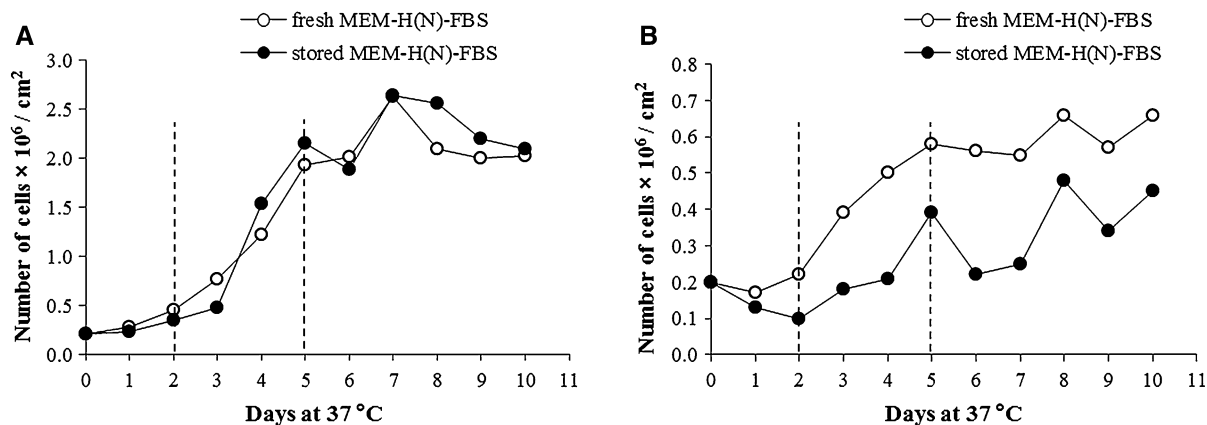 A
fresh MEM-H(N)-FBS
stored MEM-H(N)-FBS
Number of cells × 10⁶ / cm²
3.0
2.5
2.0
1.5
1.0
0.5
0.0
0 1 2 3 4 5 6 7 8 9 10 11
Days at 37 °C
B
fresh MEM-H(N)-FBS
stored MEM-H(N)-FBS
Number of cells × 10⁶ / cm²
0.8
0.7
0.6
0.5
0.4
0.3
0.2
0.1
0.0
0 1 2 3 4 5 6 7 8 9 10 11
Days at 37 °C